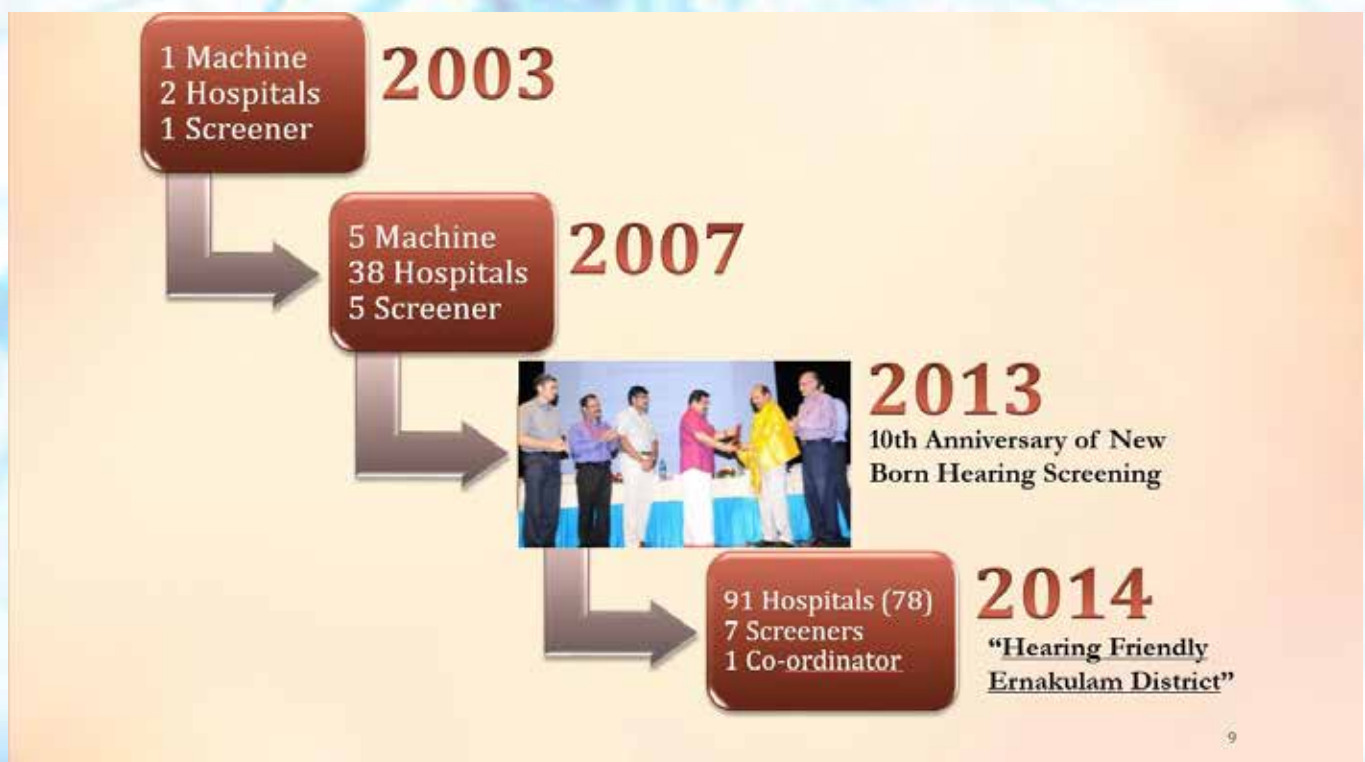 1 Machine
2 Hospitals
1 Screener
2003
5 Machine
38 Hospitals
5 Screener
2007
2013
10th Anniversary of New
Born Hearing Screening
91 Hospitals (78)
7 Screeners
1 Co-ordinator
2014
“Hearing Friendly
Ernakulam District”
9